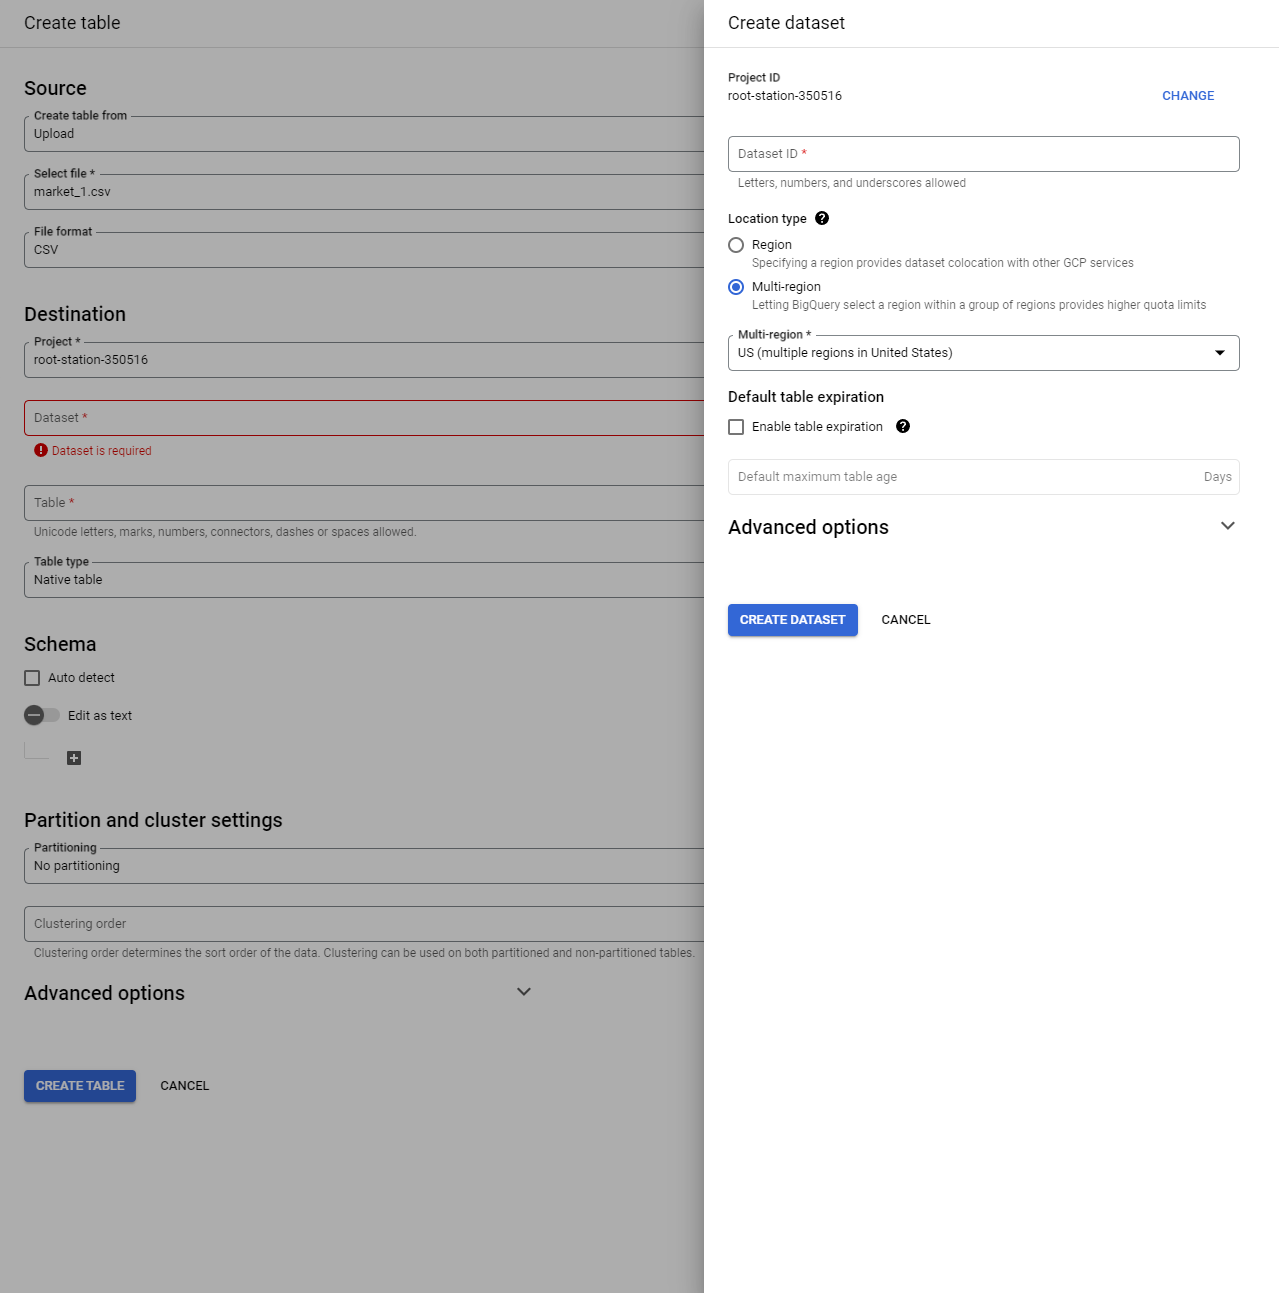 Create table
Source
Create table from
Upload
Select file *
market_1.csv
File format
CSV
Destination
Project *
root-station-350516
Dataset *
Dataset is required
Table *
Unicode letters, marks, numbers, connectors, dashes or spaces allowed.
Table type
Native table
Schema
Auto detect
Edit as text
Partition and cluster settings
Partitioning
No partitioning
Clustering order
Clustering order determines the sort order of the data. Clustering can be used on both partitioned and non-partitioned tables.
Advanced options
CREATE TABLE CANCEL
Create dataset
Project ID
root-station-350516 CHANGE
Dataset ID *
Letters, numbers, and underscores allowed
Location type
Region
Specifying a region provides dataset colocation with other GCP services
Multi-region
Letting BigQuery select a region within a group of regions provides higher quota limits
Multi-region *
US (multiple regions in United States)
Default table expiration
Enable table expiration
Default maximum table age Days
Advanced options
CREATE DATASET CANCEL